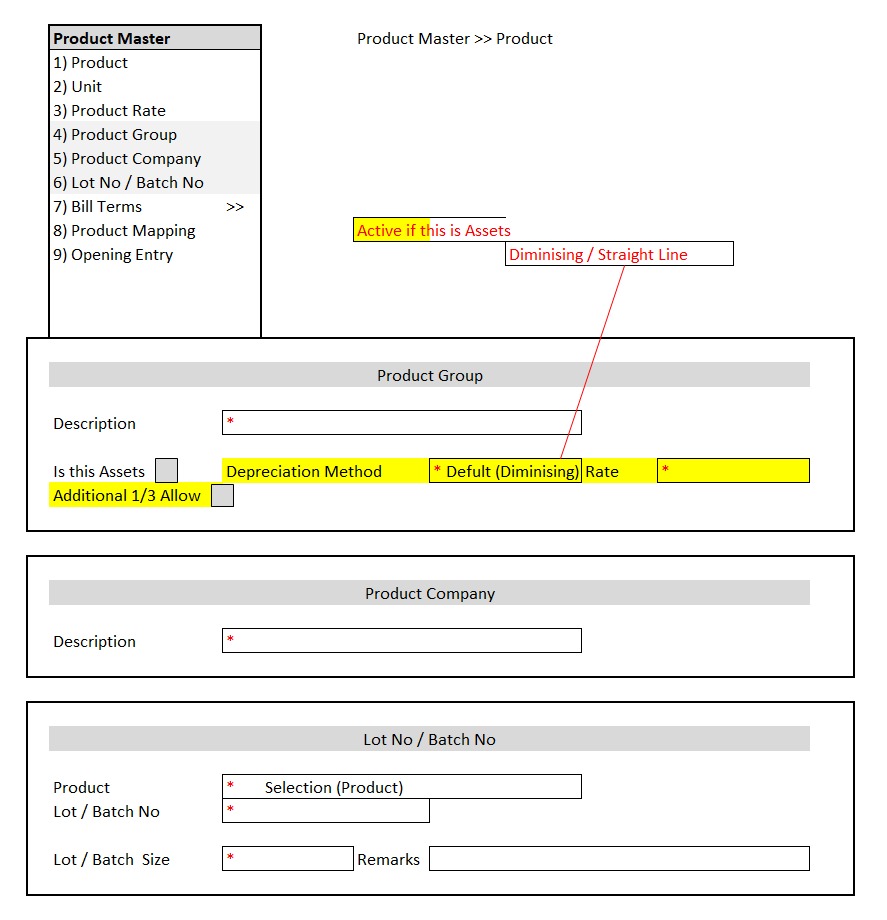 Product Master
Product Master >> Product
1) Product
2) Unit
3) Product Rate
4) Product Group
5) Product Company
6) Lot No / Batch No
7) Bill Terms >>
8) Product Mapping
9) Opening Entry
Active if this is Assets
Diminising / Straight Line
Product Group
Description *
Is this Assets Depreciation Method * Defult (Diminising) Rate *
Additional 1/3 Allow
Product Company
Description *
Lot No / Batch No
Product * Selection (Product)
Lot / Batch No *
Lot / Batch Size * Remarks